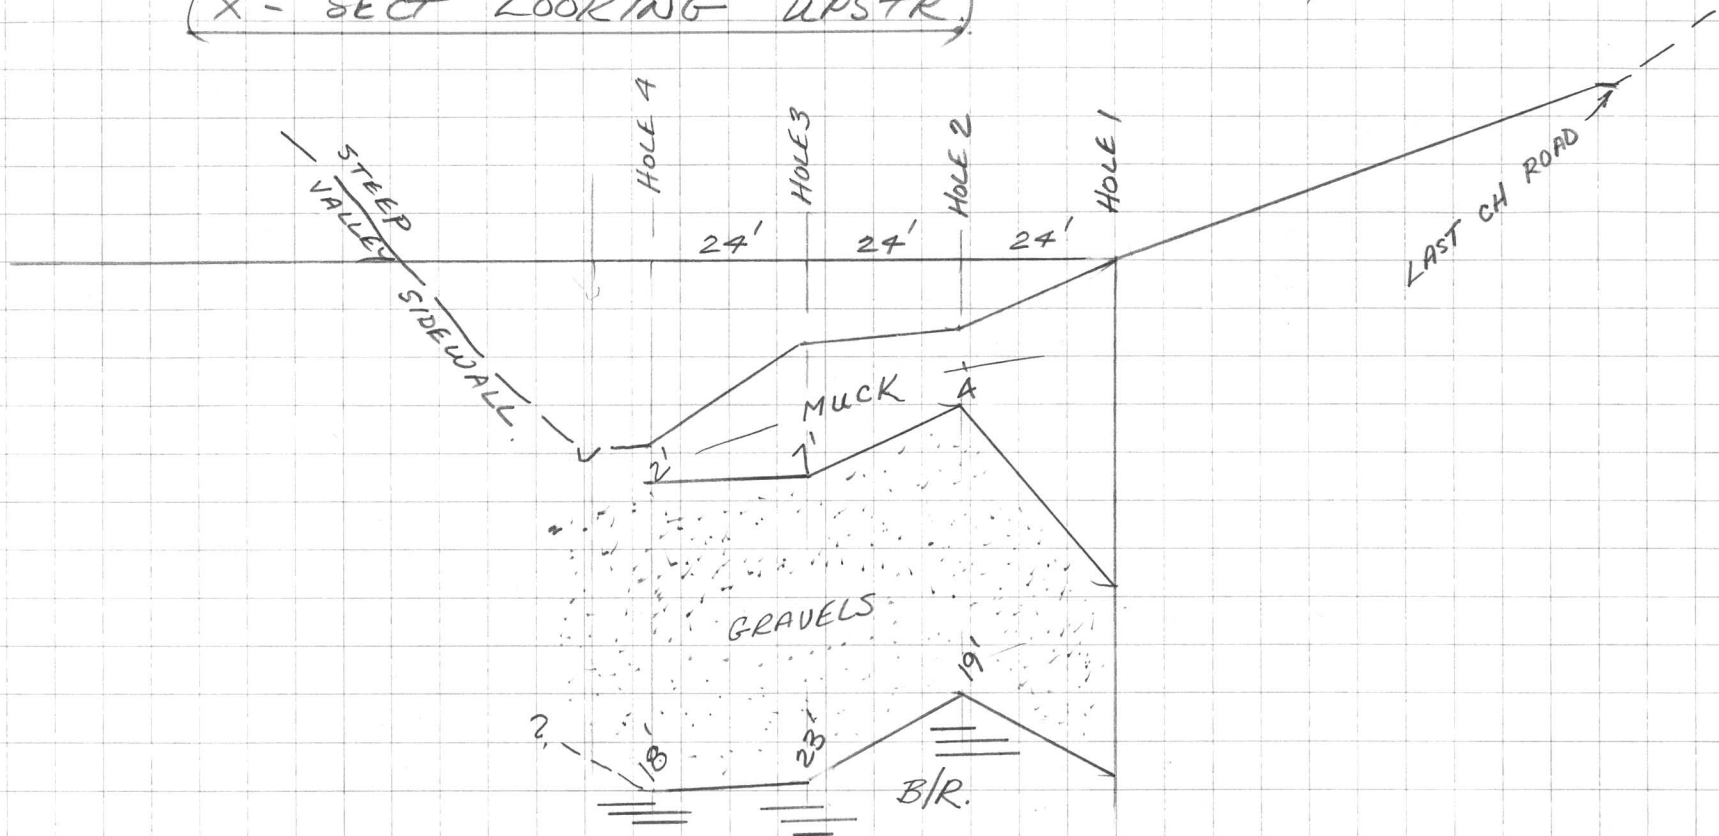 (X - SECT LOOKING UPSTR.)
HOLE 4
HOLE 3
HOLE 2
HOLE 1
24'
24'
24'
STEEP
VALLEY
SIDEWALL.
LAST CH ROAD
MUCK
4'
2'
7'
GRAVELS
19'
?
18'
23'
B/R.